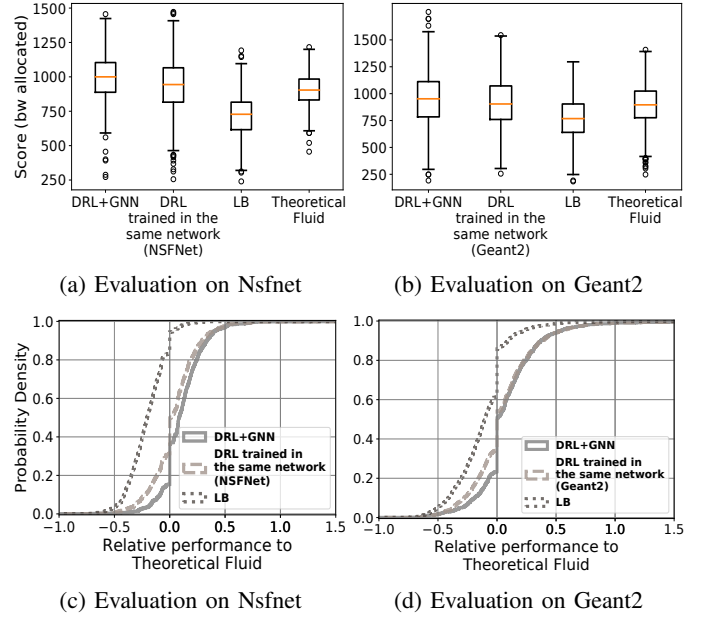 1500
1250
1000
750
500
250
Score (bw allocated)
DRL+GNN
DRL
trained in the
same network
(NSFNet)
LB
Theoretical
Fluid
1500
1250
1000
750
500
250
DRL+GNN
DRL
trained in the
same network
(Geant2)
LB
Theoretical
Fluid
(a) Evaluation on Nsfnet
(b) Evaluation on Geant2
1.0
0.8
0.6
0.4
0.2
0.0
Probability Density
DRL+GNN
DRL trained in
the same network
(NSFNet)
LB
−1.0 −0.5 0.0 0.5 1.0 1.5
Relative performance to
Theoretical Fluid
1.0
0.8
0.6
0.4
0.2
0.0
DRL+GNN
DRL trained in
the same network
(Geant2)
LB
−1.0 −0.5 0.0 0.5 1.0 1.5
Relative performance to
Theoretical Fluid
(c) Evaluation on Nsfnet
(d) Evaluation on Geant2